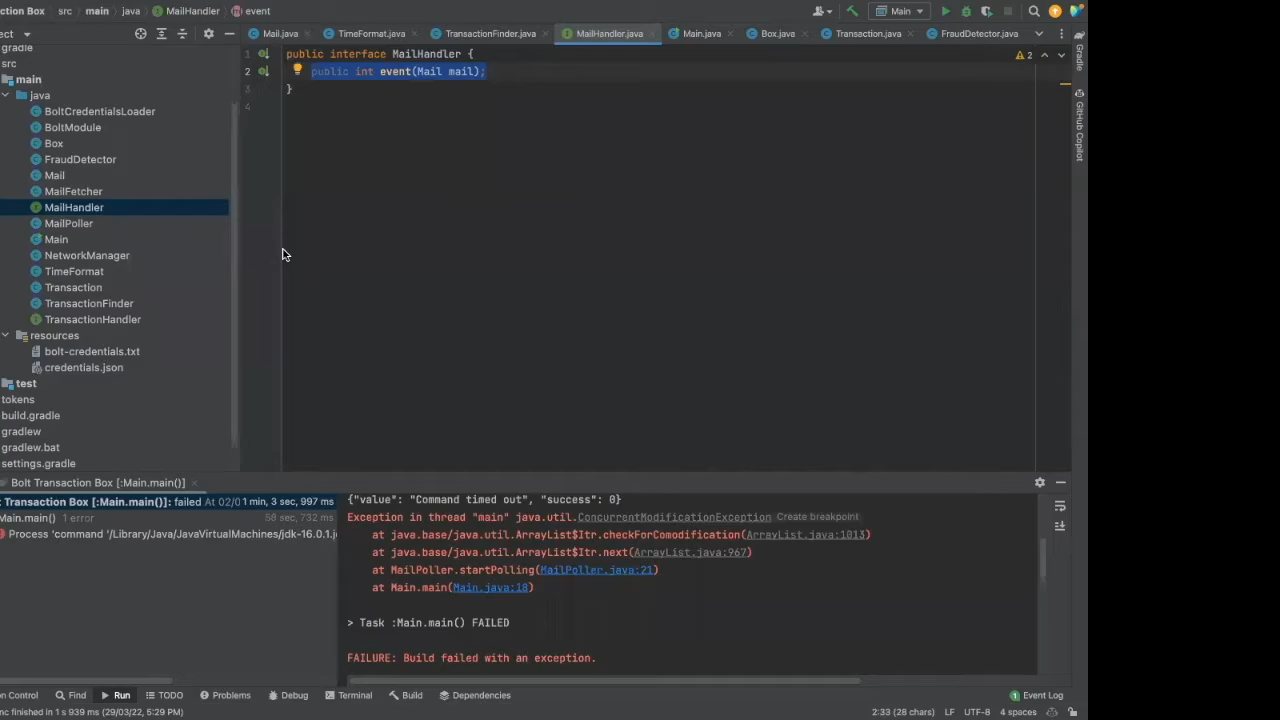 ction Box src main java MailHandler event Main
ect Mail.java TimeFormat.java TransactionFinder.java MailHandler.java Main.java Box.java Transaction.java FraudDetector.java
gradle
src
main
java
BoltCredentialsLoader
BoltModule
Box
FraudDetector
Mail
MailFetcher
MailHandler
MailPoller
Main
NetworkManager
TimeFormat
Transaction
TransactionFinder
TransactionHandler
resources
bolt-credentials.txt
credentials.json
test
tokens
build.gradle
gradlew
gradlew.bat
settings.gradle
1 public interface MailHandler {
2 public int event(Mail mail);
3 }
4
2
Gradle
GitHub Copilot
Bolt Transaction Box [:Main.main()]
Transaction Box [:Main.main()]: failed At 02/0 1 min, 3 sec, 997 ms
Main.main() 1 error 58 sec, 732 ms
Process 'command '/Library/Java/JavaVirtualMachines/jdk-16.0.1.j
{"value": "Command timed out", "success": 0}
Exception in thread "main" java.util.ConcurrentModificationException Create breakpoint
at java.base/java.util.ArrayList$Itr.checkForComodification(ArrayList.java:1013)
at java.base/java.util.ArrayList$Itr.next(ArrayList.java:967)
at MailPoller.startPolling(MailPoller.java:21)
at Main.main(Main.java:18)
> Task :Main.main() FAILED
FAILURE: Build failed with an exception.
on Control Find Run TODO Problems Debug Terminal Build Dependencies 1 Event Log
nc finished in 1 s 939 ms (29/03/22, 5:29 PM) 2:33 (28 chars) LF UTF-8 4 spaces